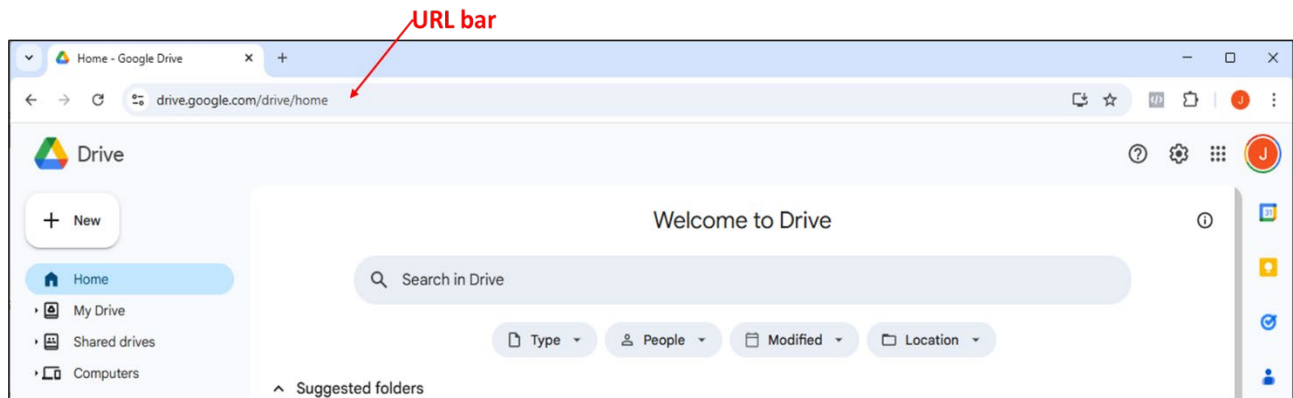 URL bar
Home - Google Drive
drive.google.com/drive/home
J
Drive
J
New
Welcome to Drive
31
Home
Search in Drive
My Drive
Type People Modified Location
Shared drives
Computers
Suggested folders